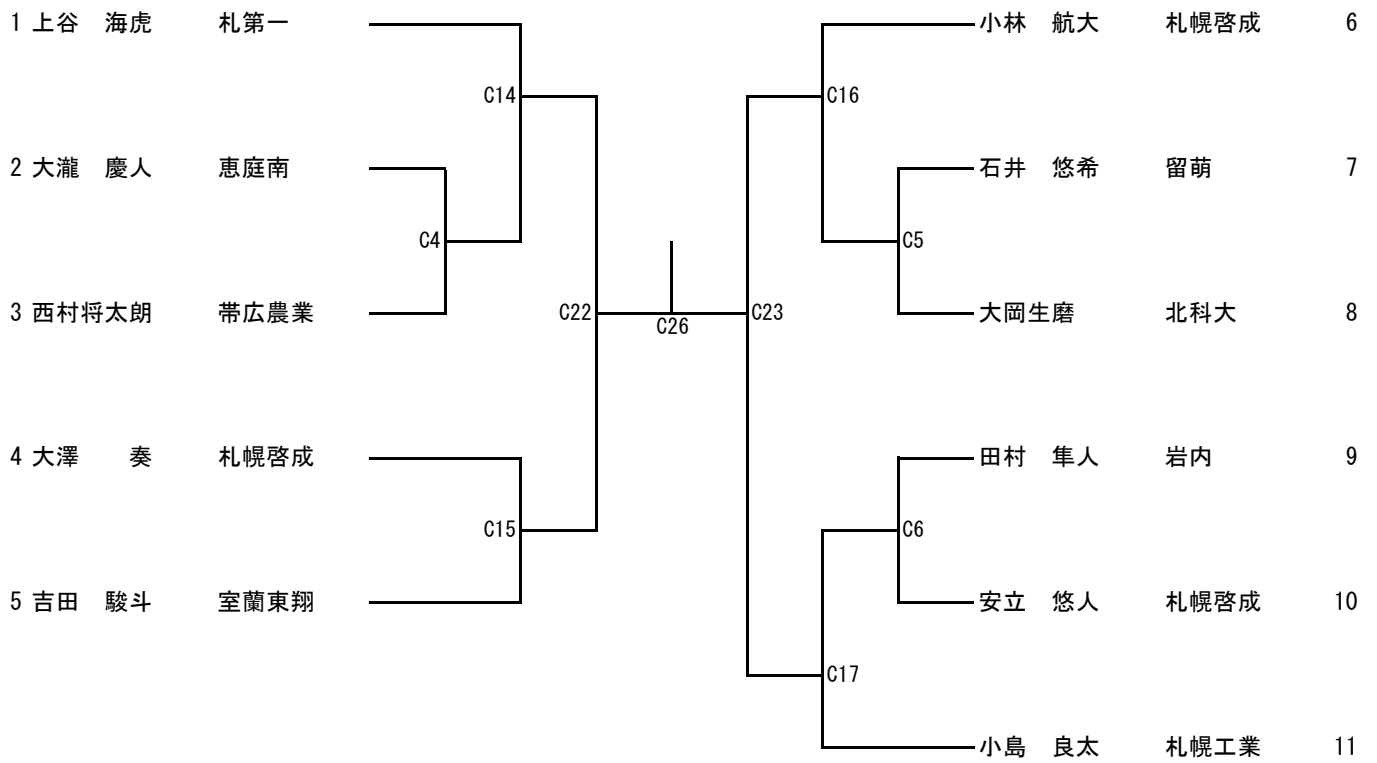 1 上谷　海虎　札第一
C14
2 大瀧　慶人　恵庭南
C4
3 西村将太朗　帯広農業
C22
C26
4 大澤　　奏　札幌啓成
C15
5 吉田　駿斗　室蘭東翔
小林　航大　札幌啓成　6
C16
石井　悠希　留萌　7
C5
大岡生磨　北科大　8
C23
田村　隼人　岩内　9
C6
安立　悠人　札幌啓成　10
C17
小島　良太　札幌工業　11